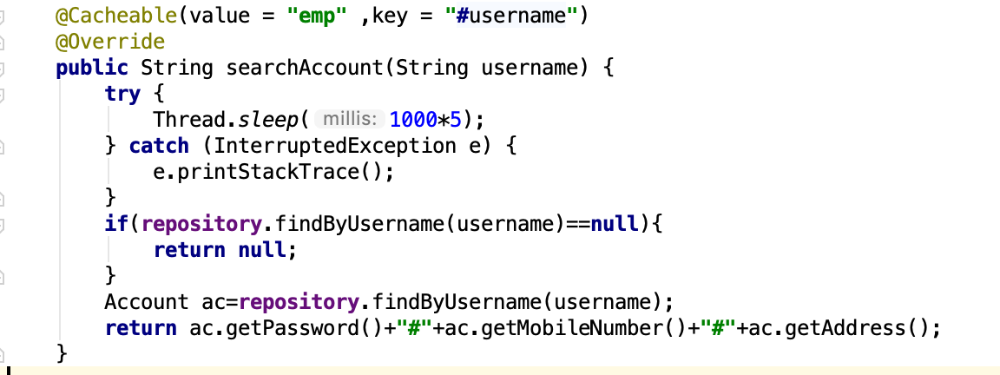 @Cacheable(value = "emp" ,key = "#username")
@Override
public String searchAccount(String username) {
try {
Thread.sleep( millis: 1000*5);
} catch (InterruptedException e) {
e.printStackTrace();
}
if(repository.findByUsername(username)==null){
return null;
}
Account ac=repository.findByUsername(username);
return ac.getPassword()+"#"+ac.getMobileNumber()+"#"+ac.getAddress();
}